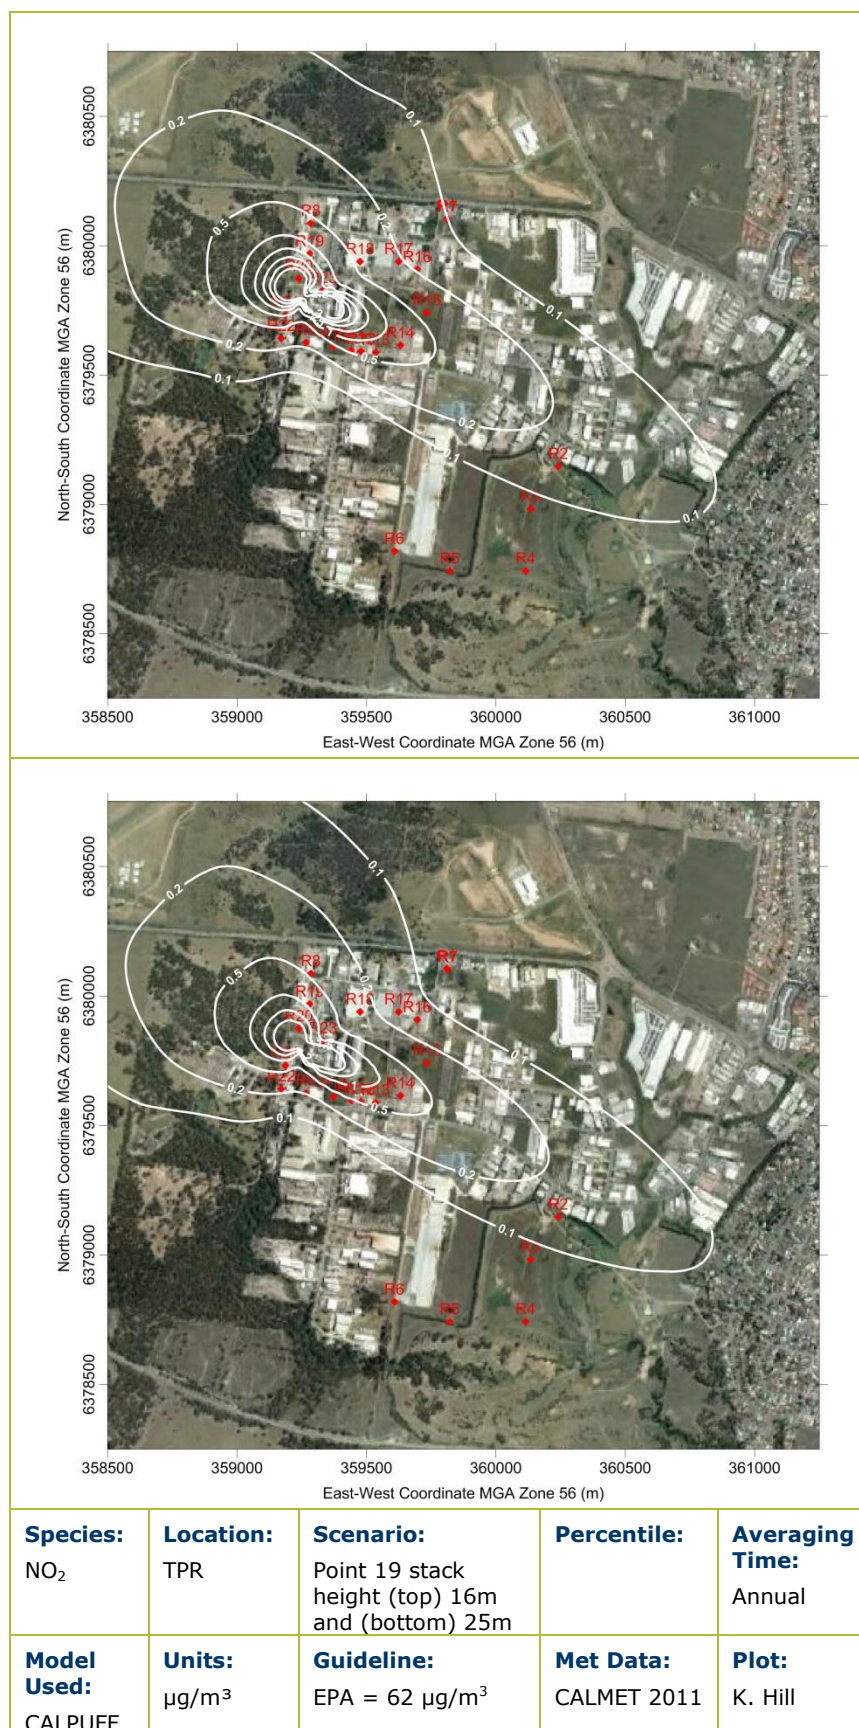 6380500
6380000
6379500
6379000
6378500
North-South Coordinate MGA Zone 56 (m)
0.1
0.2
0.5
R8
R7
R19
0.2
R18
R17
R16
0.1
R14
0.2
0.5
0.1
0.2
0.1
R2
0.1
R6
R4
358500 359000 359500 360000 360500 361000
East-West Coordinate MGA Zone 56 (m)
6380500
6380000
6379500
6379000
6378500
North-South Coordinate MGA Zone 56 (m)
0.1
0.2
0.5
R8
R7
R19
R18
R17
R16
0.1
R22
R14
0.2
0.5
0.1
0.2
0.1
R2
R6
R4
358500 359000 359500 360000 360500 361000
East-West Coordinate MGA Zone 56 (m)
Species:
NO₂
Location:
TPR
Scenario:
Point 19 stack
height (top) 16m
and (bottom) 25m
Percentile:
Averaging
Time:
Annual
Model
Used:
CALPUFF
Units:
µg/m³
Guideline:
EPA = 62 µg/m³
Met Data:
CALMET 2011
Plot:
K. Hill